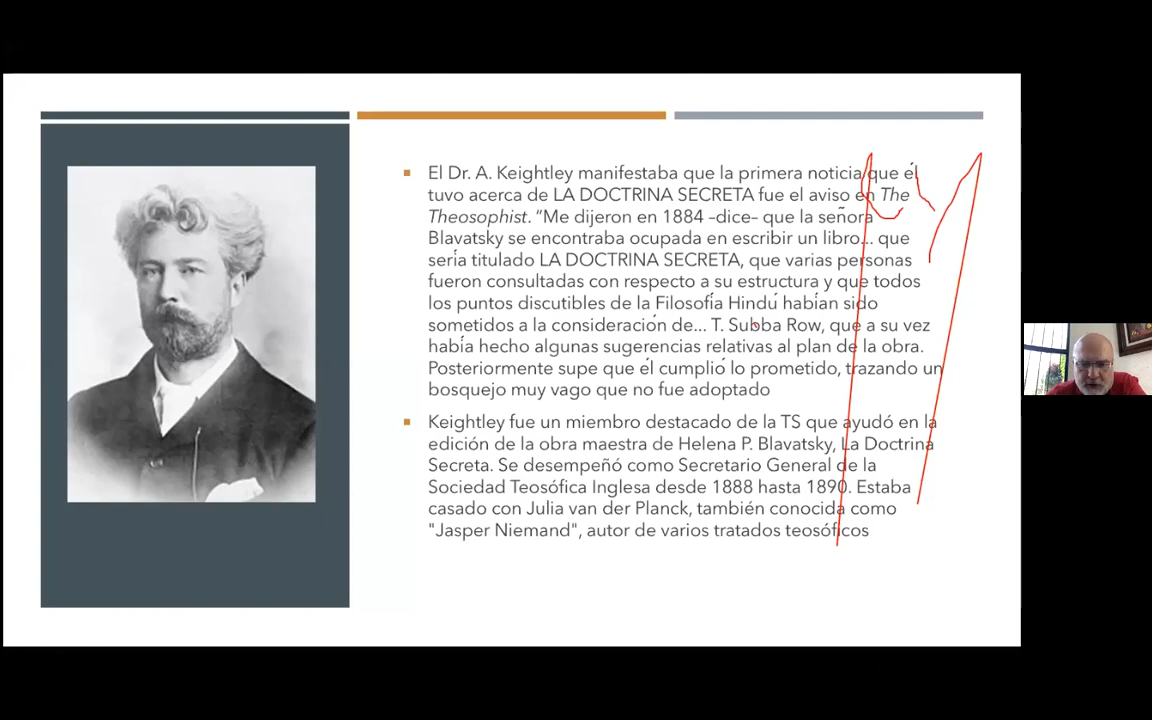 El Dr. A. Keightley manifestaba que la primera noticia que él
tuvo acerca de LA DOCTRINA SECRETA fue el aviso en The
Theosophist. “Me dijeron en 1884 –dice– que la señora
Blavatsky se encontraba ocupada en escribir un libro... que
sería titulado LA DOCTRINA SECRETA, que varias personas
fueron consultadas con respecto a su estructura y que todos
los puntos discutibles de la Filosofía Hindú habían sido
sometidos a la consideración de... T. Subba Row, que a su vez
había hecho algunas sugerencias relativas al plan de la obra.
Posteriormente supe que él cumplió lo prometido, trazando un
bosquejo muy vago que no fue adoptado
Keightley fue un miembro destacado de la TS que ayudó en la
edición de la obra maestra de Helena P. Blavatsky, La Doctrina
Secreta. Se desempeñó como Secretario General de la
Sociedad Teosófica Inglesa desde 1888 hasta 1890. Estaba
casado con Julia van der Planck, también conocida como
"Jasper Niemand", autor de varios tratados teosóficos